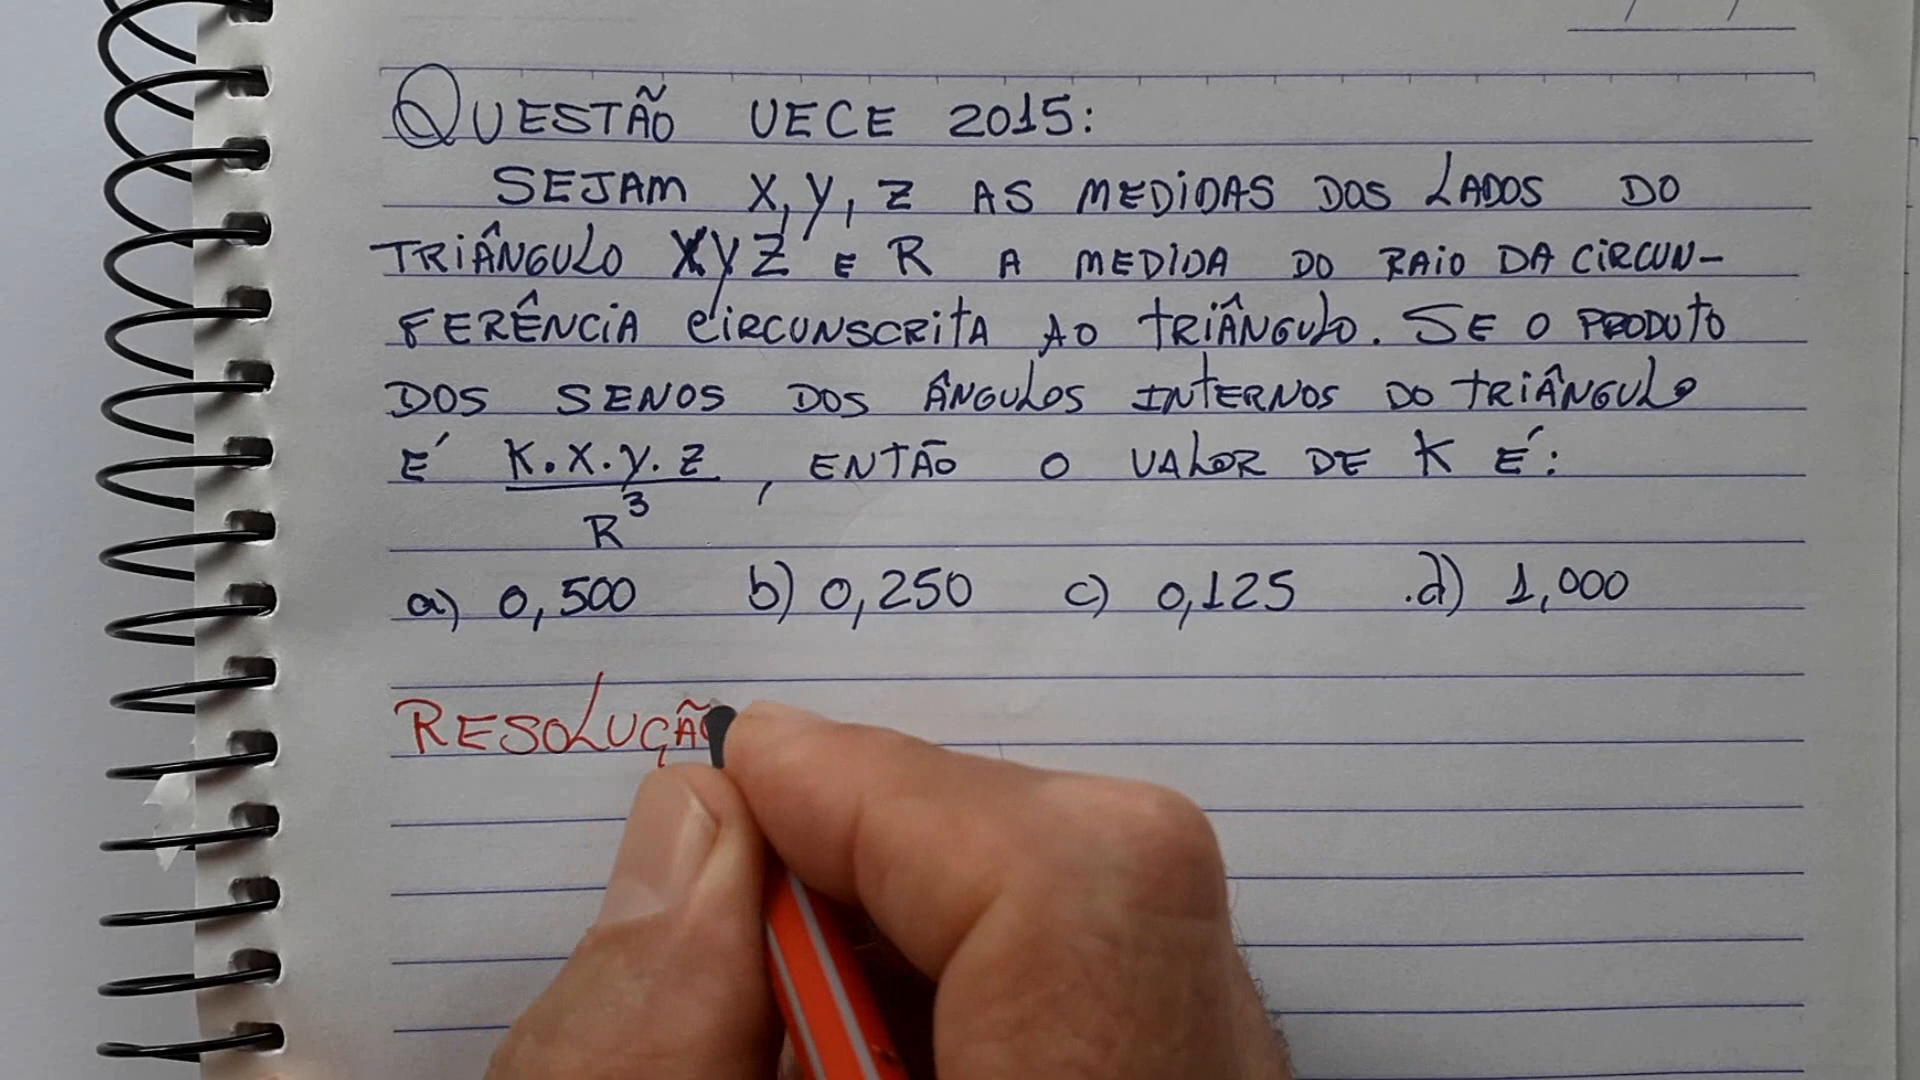 QUESTÃO UECE 2015:
SEJAM X, Y, Z AS MEDIDAS DOS LADOS DO
TRIÂNGULO XYZ E R A MEDIDA DO RAIO DA CIRCUN-
FERÊNCIA CIRCUNSCRITA AO TRIÂNGULO. SE O PRODUTO
DOS SENOS DOS ÂNGULOS INTERNOS DO TRIÂNGULO
É K.X.Y.Z / R³, ENTÃO O VALOR DE K É:
a) 0,500 b) 0,250 c) 0,125 d) 1,000
RESOLUÇÃO